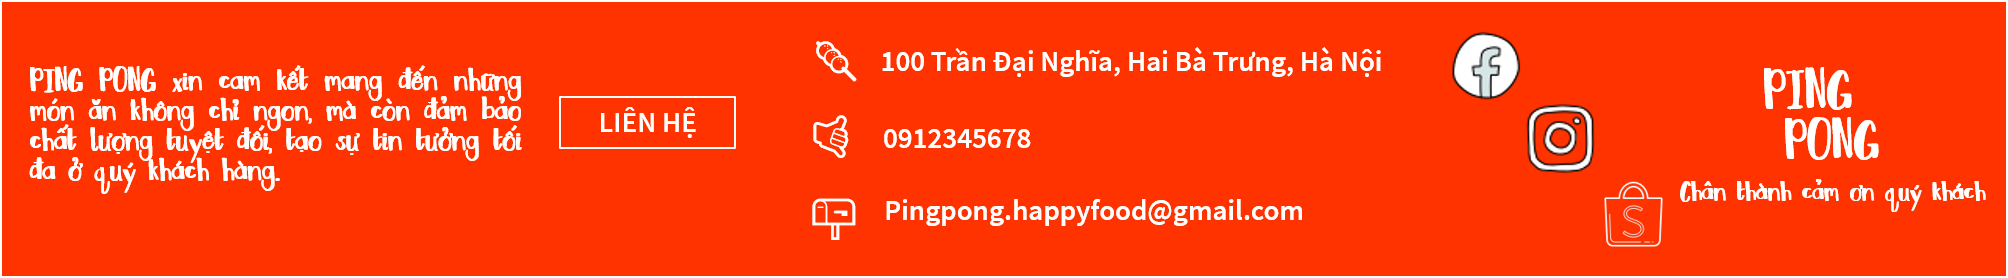 PING PONG xin cam kết mang đến những
món ăn không chỉ ngon, mà còn đảm bảo
chất lượng tuyệt đối, tạo sự tin tưởng tối
đa ở quý khách hàng.
LIÊN HỆ
100 Trần Đại Nghĩa, Hai Bà Trưng, Hà Nội
0912345678
Pingpong.happyfood@gmail.com
f
S
PING
PONG
Chân thành cảm ơn quý khách